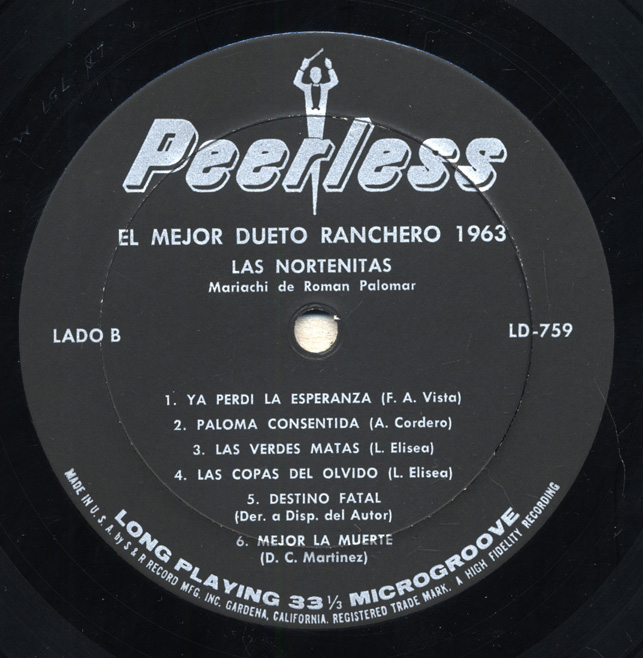 Peerless
EL MEJOR DUETO RANCHERO 1963
LAS NORTENITAS
Mariachi de Roman Palomar
LADO B
LD-759
1. YA PERDI LA ESPERANZA (F. A. Vista)
2. PALOMA CONSENTIDA (A. Cordero)
3. LAS VERDES MATAS (L. Elisea)
4. LAS COPAS DEL OLVIDO (L. Elisea)
5. DESTINO FATAL
(Der. a Disp. del Autor)
6. MEJOR LA MUERTE
(D. C. Martinez)
LONG PLAYING 33 1/3 MICROGROOVE
MADE IN U. S. A. by S & R RECORD MFG. INC. GARDENA, CALIFORNIA. REGISTERED TRADE MARK. A HIGH FIDELITY RECORDING